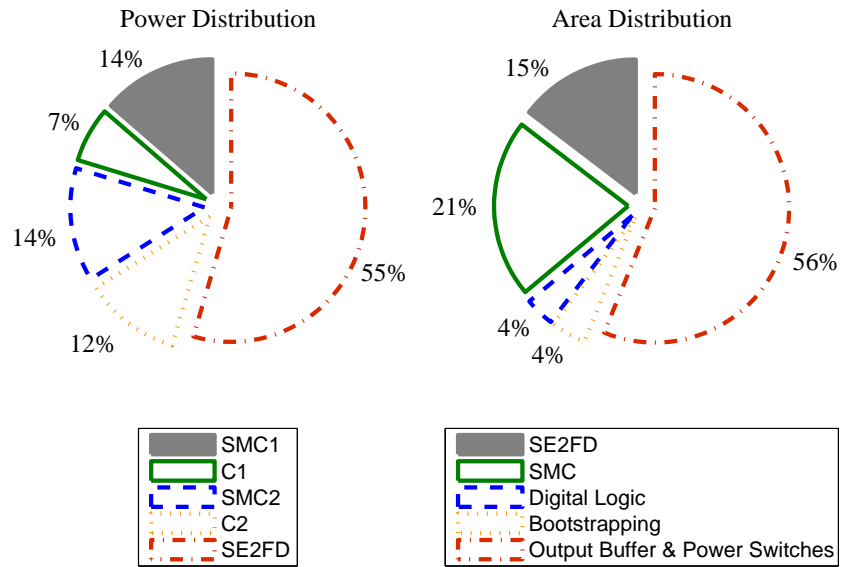 Power Distribution
14%
7%
14%
12%
55%
Area Distribution
15%
21%
4%
4%
56%
SMC1
C1
SMC2
C2
SE2FD
SE2FD
SMC
Digital Logic
Bootstrapping
Output Buffer & Power Switches